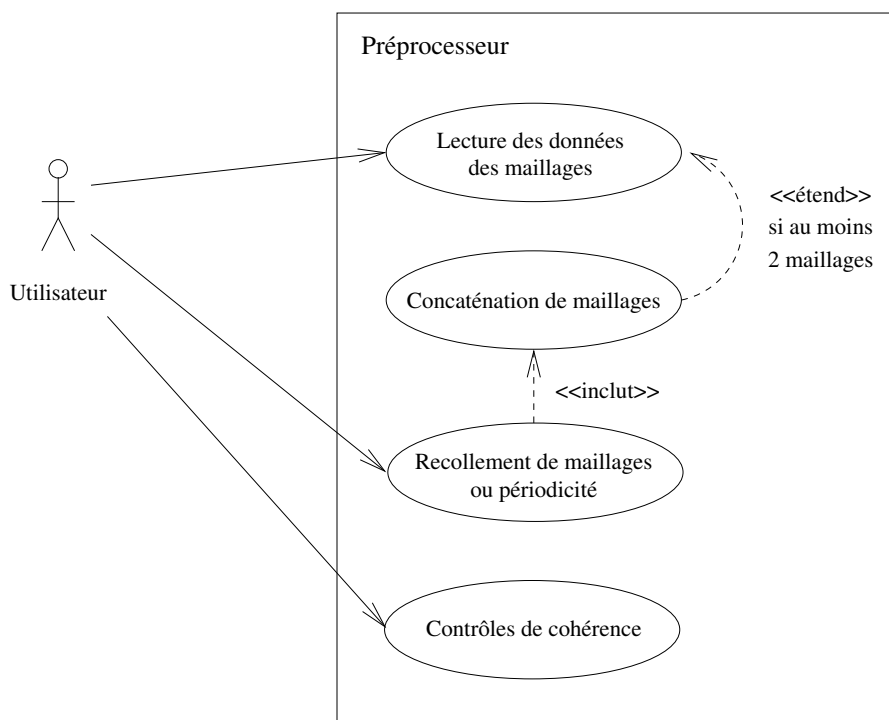 Préprocesseur
Lecture des données
des maillages
<<étend>>
si au moins
2 maillages
Utilisateur
Concaténation de maillages
<<inclut>>
Recollement de maillages
ou périodicité
Contrôles de cohérence